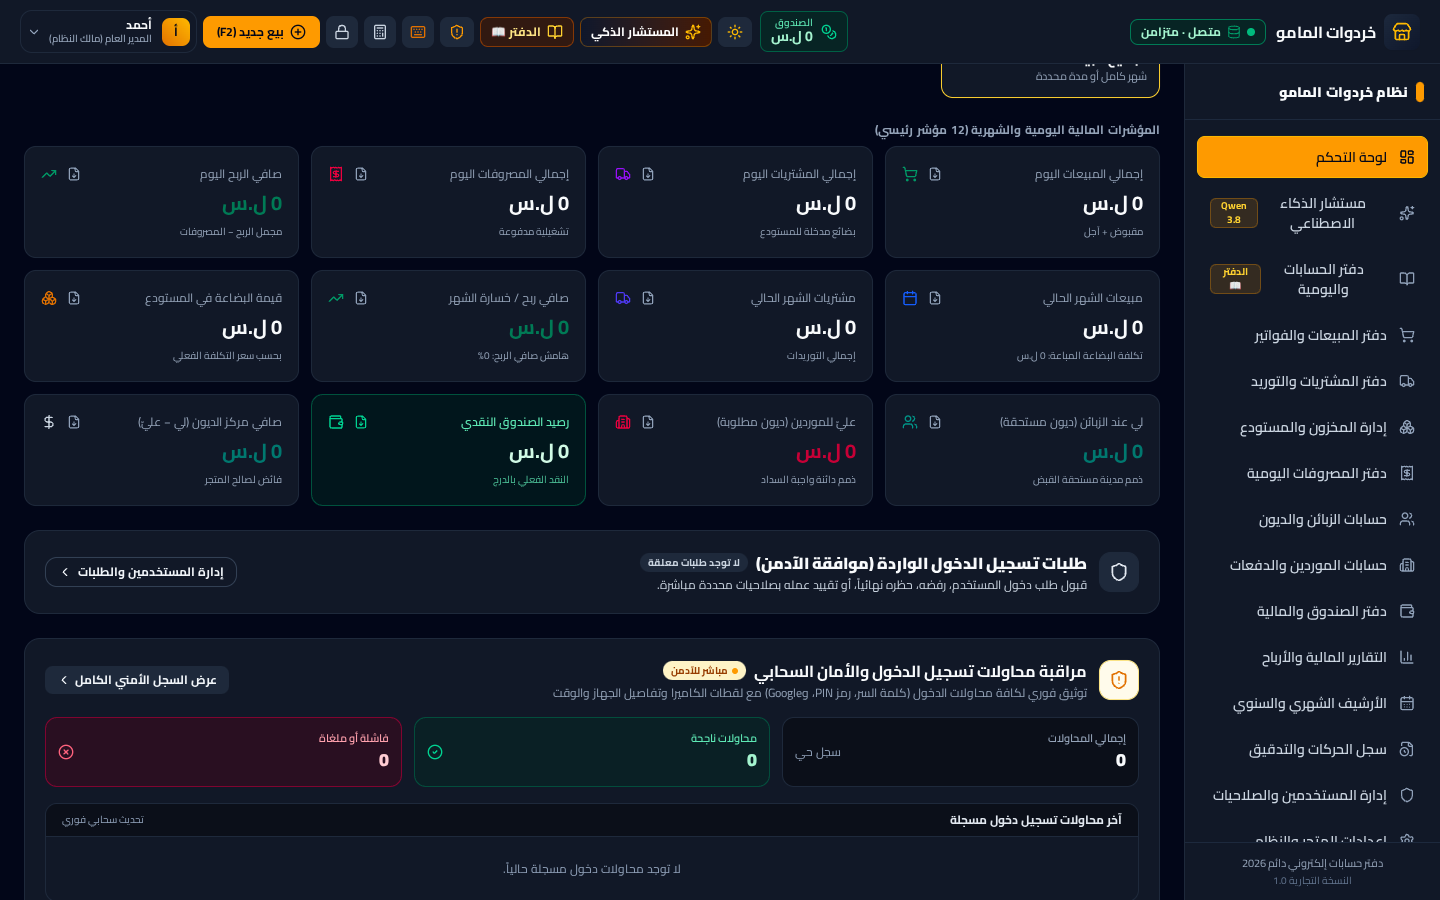 خردوات المامو
متصل · متزامن
الصندوق
0 ل.س
المستشار الذكي
الدفتر 📖
بيع جديد (F2)
أ
أحمد
المدير العام (مالك النظام)
نظام خردوات المامو
لوحة التحكم
مستشار الذكاء الاصطناعي
Qwen 3.8
دفتر الحسابات واليومية
الدفتر 📖
دفتر المبيعات والفواتير
دفتر المشتريات والتوريد
إدارة المخزون والمستودع
دفتر المصروفات اليومية
حسابات الزبائن والديون
حسابات الموردين والدفعات
دفتر الصندوق والمالية
التقارير المالية والأرباح
الأرشيف الشهري والسنوي
سجل الحركات والتدقيق
إدارة المستخدمين والصلاحيات
إعدادات المتجر والنظام
دفتر حسابات إلكتروني دائم 2026
النسخة التجارية 1.0
شهر كامل أو مدة محددة
المؤشرات المالية اليومية والشهرية (12 مؤشر رئيسي)
إجمالي المبيعات اليوم
0 ل.س
مقبوض + آجل
إجمالي المشتريات اليوم
0 ل.س
بضائع مدخلة للمستودع
إجمالي المصروفات اليوم
0 ل.س
تشغيلية مدفوعة
صافي الربح اليوم
0 ل.س
مجمل الربح - المصروفات
مبيعات الشهر الحالي
0 ل.س
تكلفة البضاعة المباعة: 0 ل.س
مشتريات الشهر الحالي
0 ل.س
إجمالي التوريدات
صافي ربح / خسارة الشهر
0 ل.س
هامش صافي الربح: 0%
قيمة البضاعة في المستودع
0 ل.س
بحسب سعر التكلفة الفعلي
لي عند الزبائن (ديون مستحقة)
0 ل.س
ذمم مدينة مستحقة القبض
عليّ للموردين (ديون مطلوبة)
0 ل.س
ذمم دائنة واجبة السداد
رصيد الصندوق النقدي
0 ل.س
النقد الفعلي بالدرج
صافي مركز الديون (لي - عليّ)
0 ل.س
فائض لصالح المتجر
طلبات تسجيل الدخول الواردة (موافقة الآدمن)
لا توجد طلبات معلقة
قبول طلب دخول المستخدم، رفضه، حظره نهائياً، أو تقييد عمله بصلاحيات محددة مباشرة.
إدارة المستخدمين والطلبات
مراقبة محاولات تسجيل الدخول والأمان السحابي
مباشر للآدمن
توثيق فوري لكافة محاولات الدخول (كلمة السر، رمز PIN، وGoogle) مع لقطات الكاميرا وتفاصيل الجهاز والوقت
عرض السجل الأمني الكامل
إجمالي المحاولات
0
سجل حي
محاولات ناجحة
0
فاشلة أو ملغاة
0
آخر محاولات تسجيل دخول مسجلة
تحديث سحابي فوري
لا توجد محاولات دخول مسجلة حالياً.